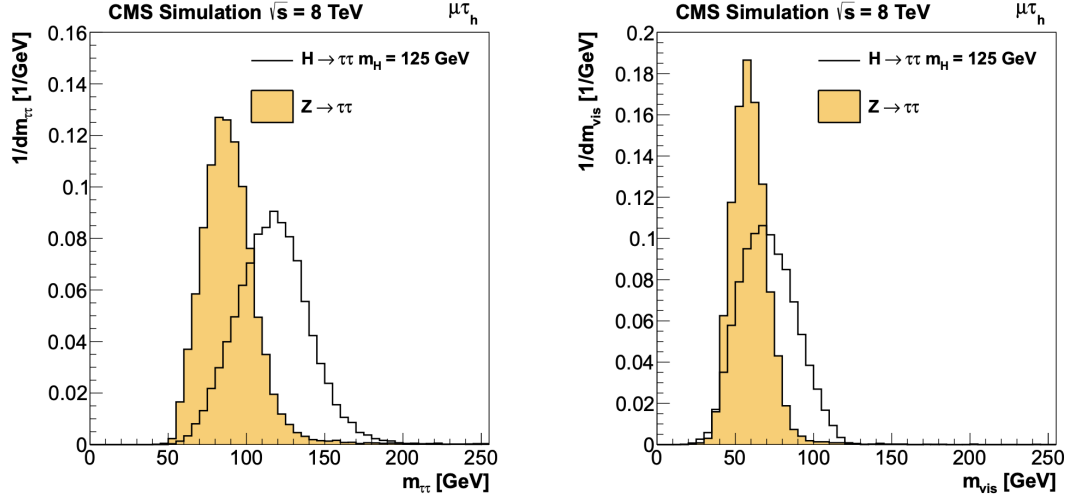 CMS Simulation √s = 8 TeV μτh
1/dmττ [1/GeV]
0.16
0.14
0.12
0.1
0.08
0.06
0.04
0.02
0
H → ττ mH = 125 GeV
Z → ττ
0 50 100 150 200 250
mττ [GeV]
CMS Simulation √s = 8 TeV μτh
1/dmvis [1/GeV]
0.2
0.18
0.16
0.14
0.12
0.1
0.08
0.06
0.04
0.02
0
H → ττ mH = 125 GeV
Z → ττ
0 50 100 150 200 250
mvis [GeV]